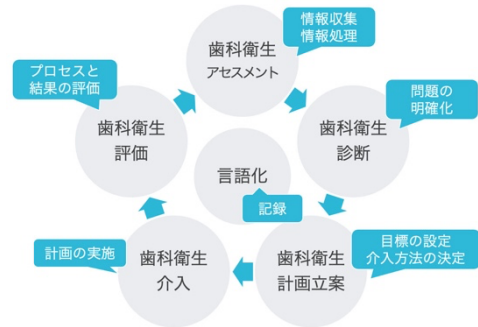 情報収集
情報処理
歯科衛生
アセスメント
問題の
明確化
歯科衛生
診断
目標の設定
介入方法の決定
歯科衛生
計画立案
計画の実施
歯科衛生
介入
プロセスと
結果の評価
歯科衛生
評価
言語化
記録